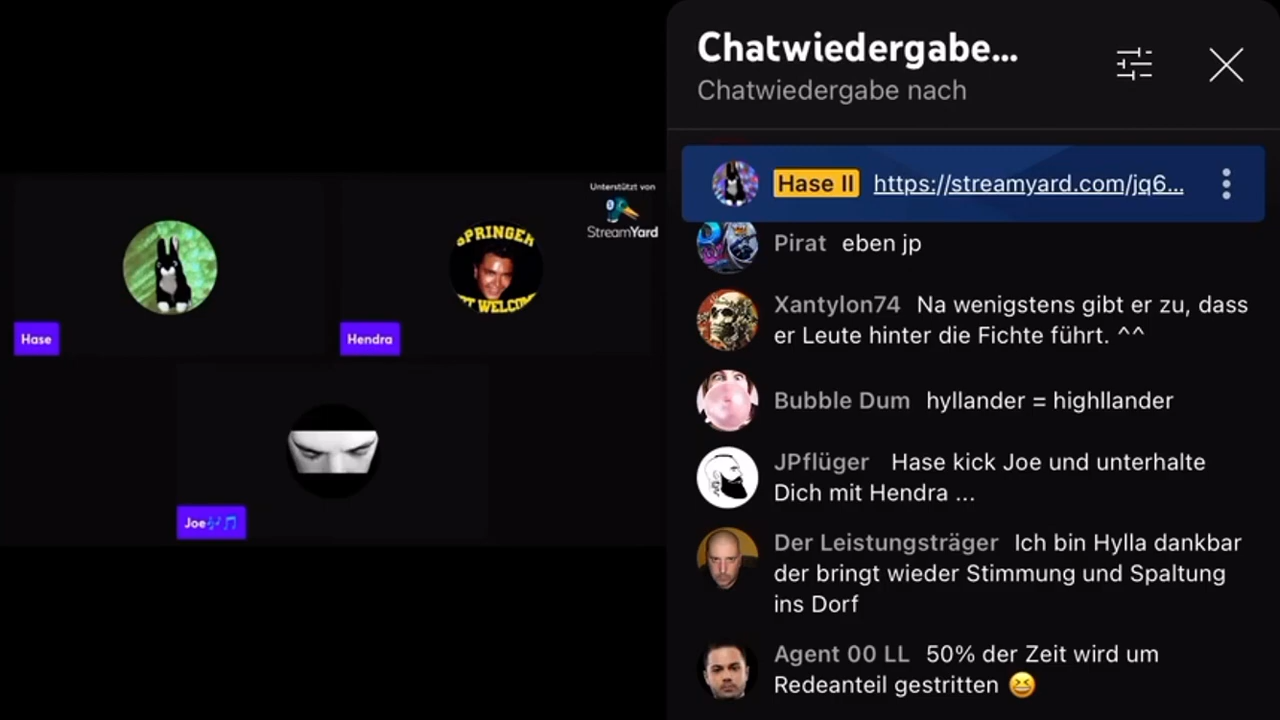 Chatwiedergabe...
Chatwiedergabe nach
Hase II https://streamyard.com/jq6...
Pirat eben jp
Xantylon74 Na wenigstens gibt er zu, dass
er Leute hinter die Fichte führt. ^^
Bubble Dum hyllander = highllander
JPflüger Hase kick Joe und unterhalte
Dich mit Hendra ...
Der Leistungsträger Ich bin Hylla dankbar
der bringt wieder Stimmung und Spaltung
ins Dorf
Agent 00 LL 50% der Zeit wird um
Redeanteil gestritten 😆
Unterstützt von
StreamYard
SPRINGER
WELCOME
Hase
Hendra
Joe🎶🎵